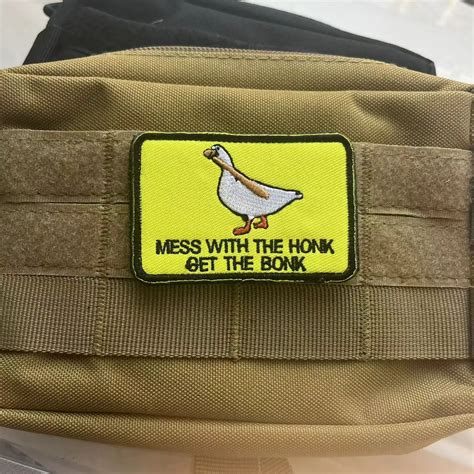 MESS WITH THE HONK
GET THE BONK